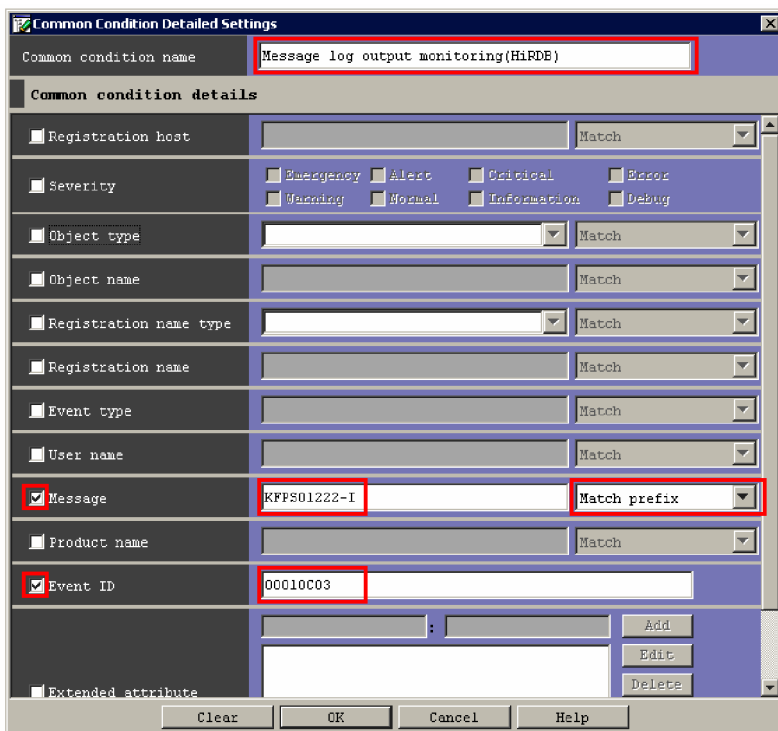 Common Condition Detailed Settings
Common condition name Message log output monitoring(HiRDB)
Common condition details
Registration host Match
Severity Emergency Alert Critical Error
Warning Normal Information Debug
Object type Match
Object name Match
Registration name type Match
Registration name Match
Event type Match
User name Match
Message KFPS01222-I Match prefix
Product name Match
Event ID 00010C03
: Add
Edit
Delete
Extended attribute
Clear OK Cancel Help